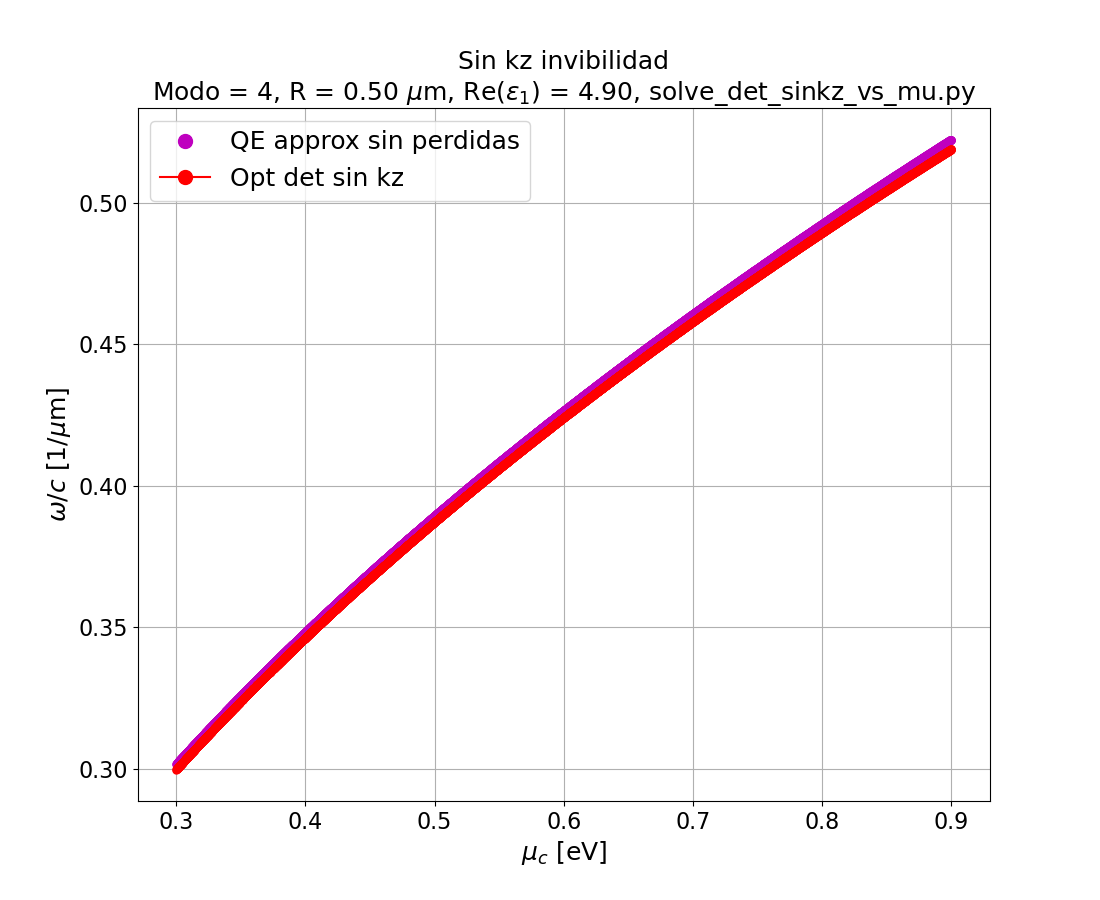 Sin kz invibilidad
Modo = 4, R = 0.50 μm, Re(ε₁) = 4.90, solve_det_sinkz_vs_mu.py
QE approx sin perdidas
Opt det sin kz
0.50
0.45
0.40
0.35
0.30
ω/c [1/μm]
0.3 0.4 0.5 0.6 0.7 0.8 0.9
μ_c [eV]